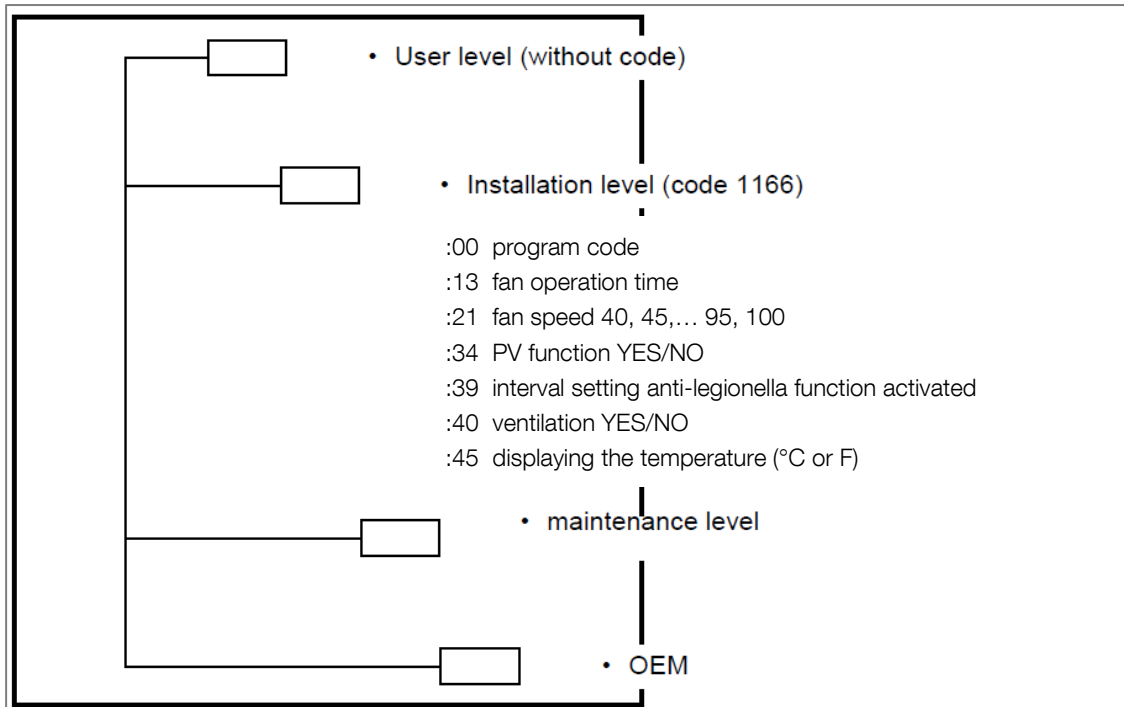 • User level (without code)
• Installation level (code 1166)
:00 program code
:13 fan operation time
:21 fan speed 40, 45,… 95, 100
:34 PV function YES/NO
:39 interval setting anti-legionella function activated
:40 ventilation YES/NO
:45 displaying the temperature (°C or F)
• maintenance level
• OEM